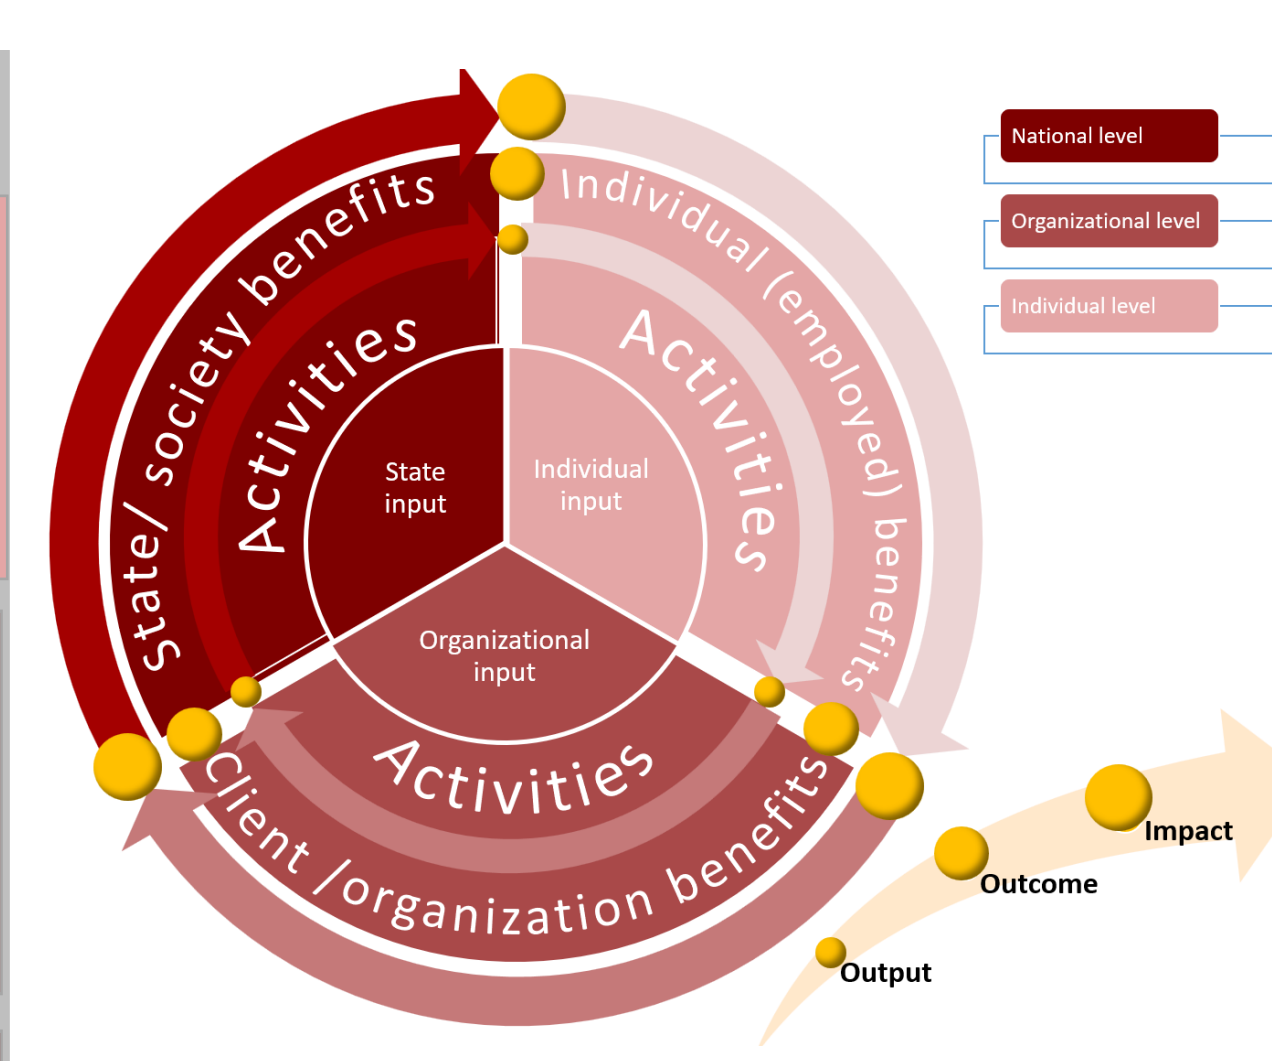 State/ society benefits
Individual (employed) benefits
Client /organization benefits
Activities
Activities
Activities
State
input
Individual
input
Organizational
input
National level
Organizational level
Individual level
Impact
Outcome
Output